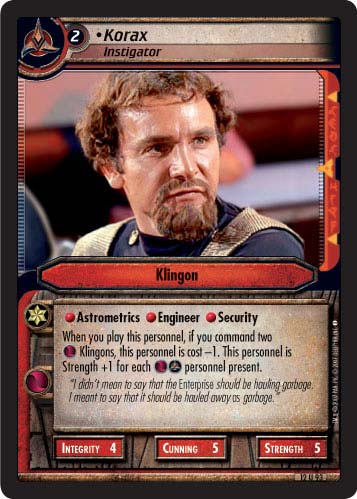 2
•Korax
Instigator
Klingon
Astrometrics Engineer Security
When you play this personnel, if you command two
Klingons, this personnel is cost –1. This personnel is
Strength +1 for each personnel present.
"I didn't mean to say that the Enterprise should be hauling garbage.
I meant to say that it should be hauled away as garbage."
INTEGRITY 4 CUNNING 5 STRENGTH 5
12 U 93